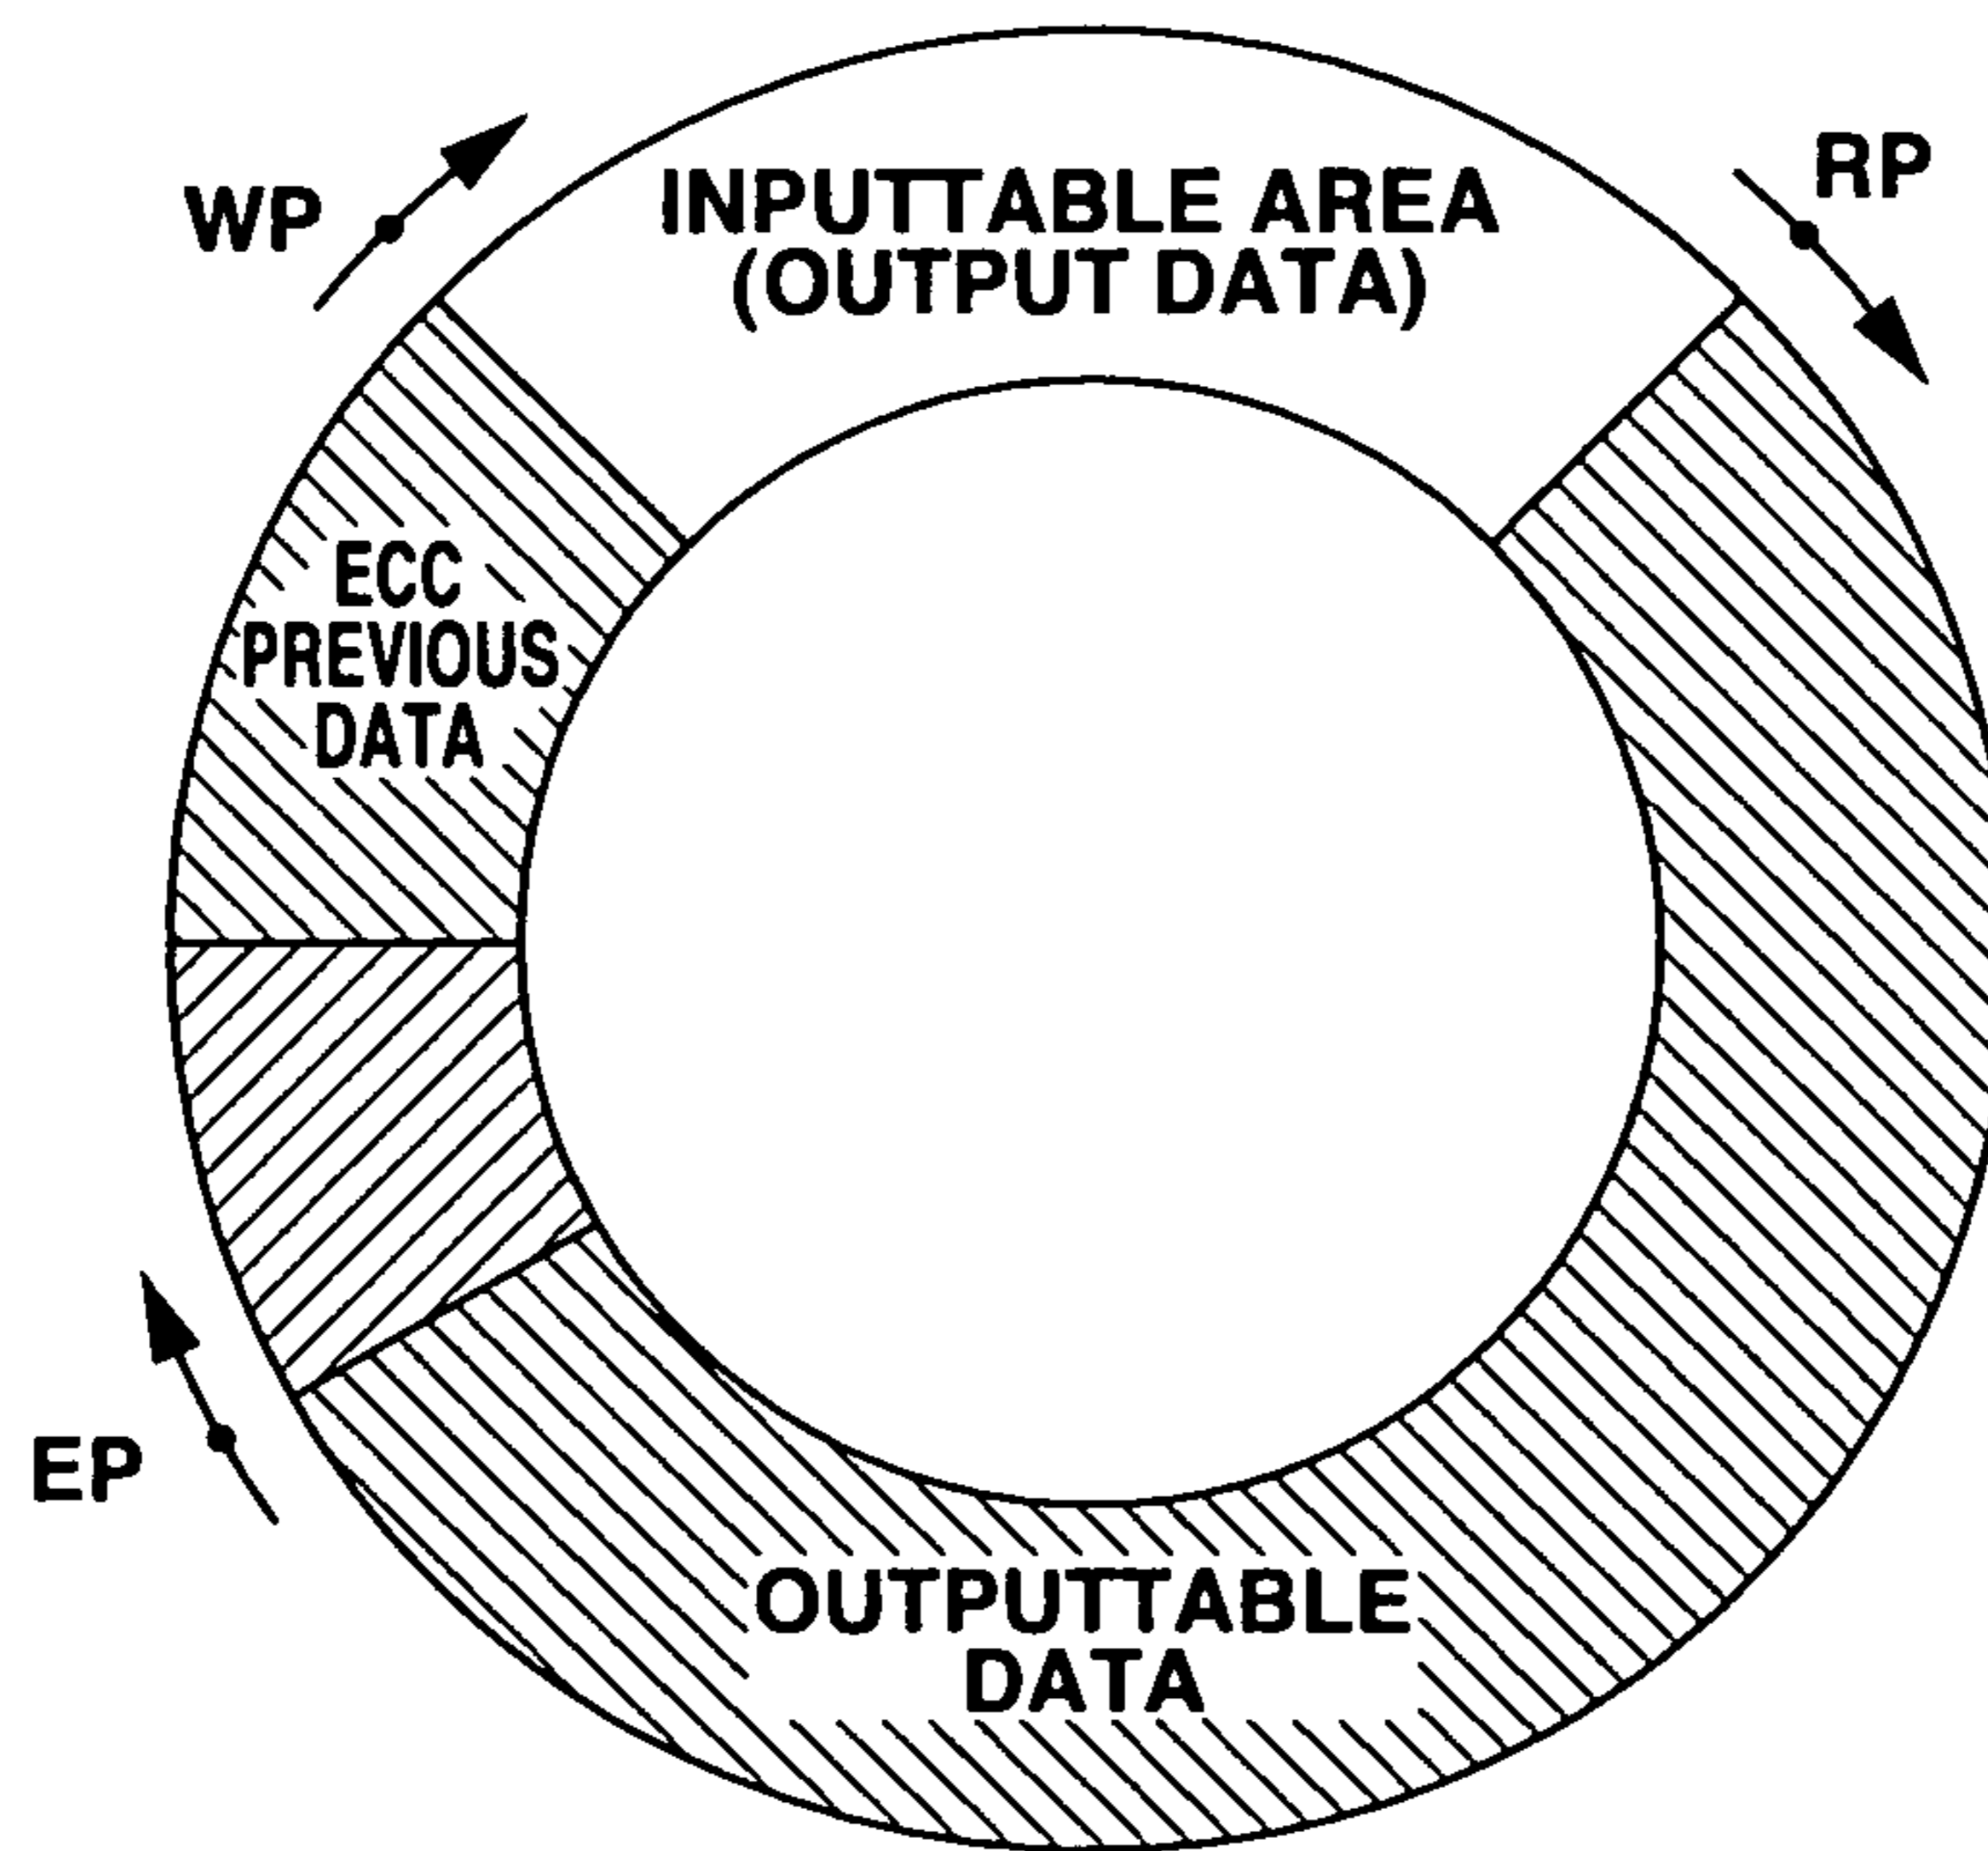 WP
INPUTTABLE AREA
(OUTPUT DATA)
RP
ECC
PREVIOUS
DATA
EP
OUTPUTTABLE
DATA